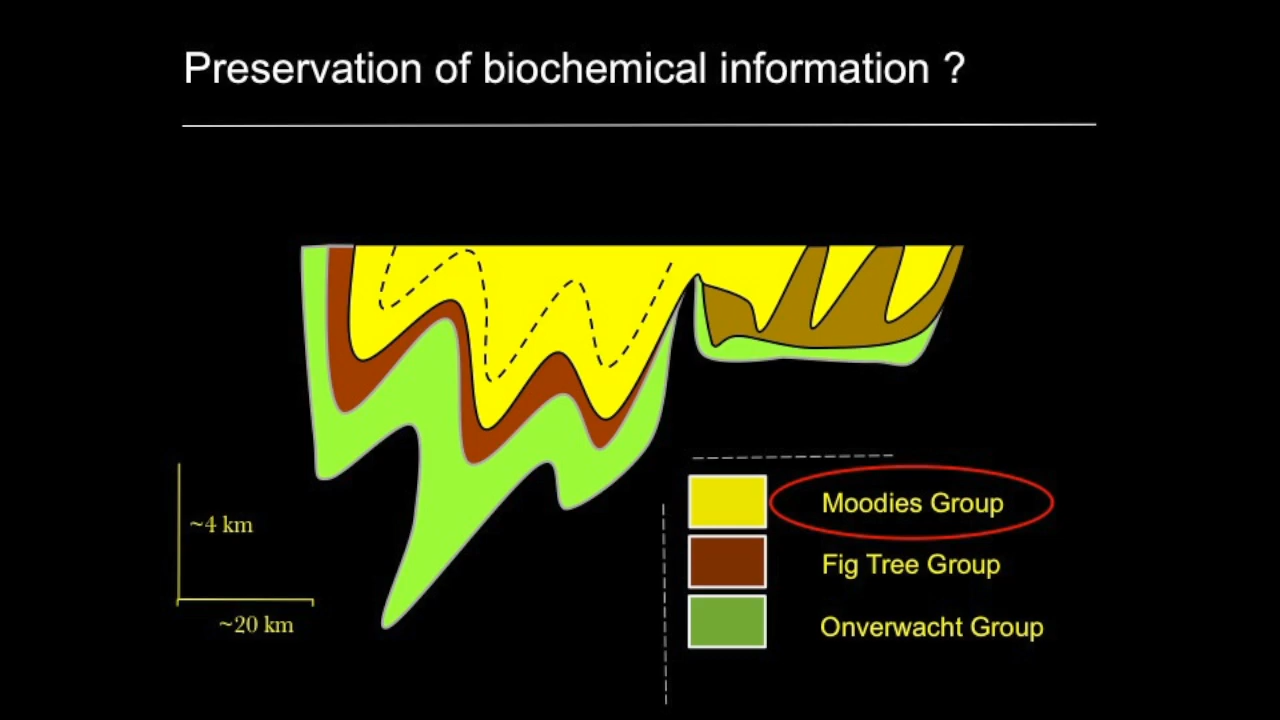 Preservation of biochemical information ?
~4 km
~20 km
Moodies Group
Fig Tree Group
Onverwacht Group